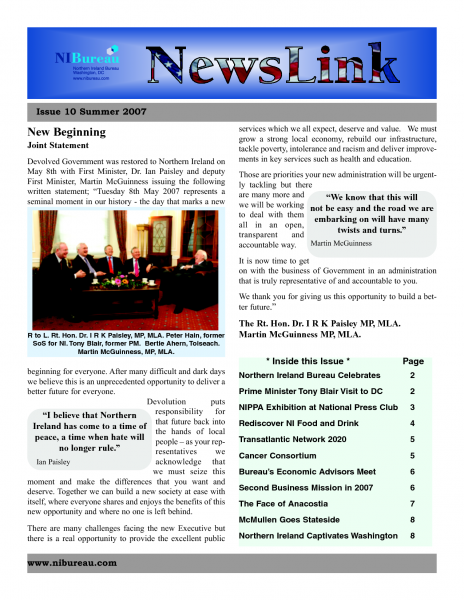 NIBureau
Northern Ireland Bureau
Washington, DC
www.nibureau.com
NewsLink
Issue 10 Summer 2007
New Beginning
Joint Statement
Devolved Government was restored to Northern Ireland on
May 8th with First Minister, Dr. Ian Paisley and deputy
First Minister, Martin McGuinness issuing the following
written statement; “Tuesday 8th May 2007 represents a
seminal moment in our history - the day that marks a new
R to L. Rt. Hon. Dr. I R K Paisley, MP, MLA. Peter Hain, former
SoS for NI. Tony Blair, former PM. Bertie Ahern, Toiseach.
Martin McGuinness, MP, MLA.
beginning for everyone. After many difficult and dark days
we believe this is an unprecedented opportunity to deliver a
better future for everyone.
“I believe that Northern
Ireland has come to a time of
peace, a time when hate will
no longer rule.”
Ian Paisley
Devolution puts
responsibility for
that future back into
the hands of local
people – as your rep-
resentatives we
acknowledge that
we must seize this
moment and make the differences that you want and
deserve. Together we can build a new society at ease with
itself, where everyone shares and enjoys the benefits of this
new opportunity and where no one is left behind.
There are many challenges facing the new Executive but
there is a real opportunity to provide the excellent public
services which we all expect, deserve and value. We must
grow a strong local economy, rebuild our infrastructure,
tackle poverty, intolerance and racism and deliver improve-
ments in key services such as health and education.
Those are priorities your new administration will be urgent-
ly tackling but there
are many more and
we will be working
to deal with them
all in an open,
transparent and
accountable way.
“We know that this will
not be easy and the road we are
embarking on will have many
twists and turns.”
Martin McGuinness
It is now time to get
on with the business of Government in an administration
that is truly representative of and accountable to you.
We thank you for giving us this opportunity to build a bet-
ter future.”
The Rt. Hon. Dr. I R K Paisley MP, MLA.
Martin McGuinness MP, MLA.
* Inside this Issue * Page
Northern Ireland Bureau Celebrates 2
Prime Minister Tony Blair Visit to DC 2
NIPPA Exhibition at National Press Club 3
Rediscover NI Food and Drink 4
Transatlantic Network 2020 5
Cancer Consortium 5
Bureau's Economic Advisors Meet 6
Second Business Mission in 2007 6
The Face of Anacostia 7
McMullen Goes Stateside 8
Northern Ireland Captivates Washington 8
www.nibureau.com